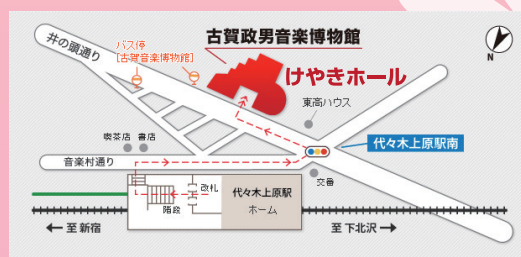 井の頭通り
バス停
[古賀音楽博物館]
古賀政男音楽博物館
けやきホール
N
東高ハウス
喫茶店 書店
代々木上原駅南
音楽村通り
交番
改札
階段
代々木上原駅
ホーム
←至新宿
至下北沢→